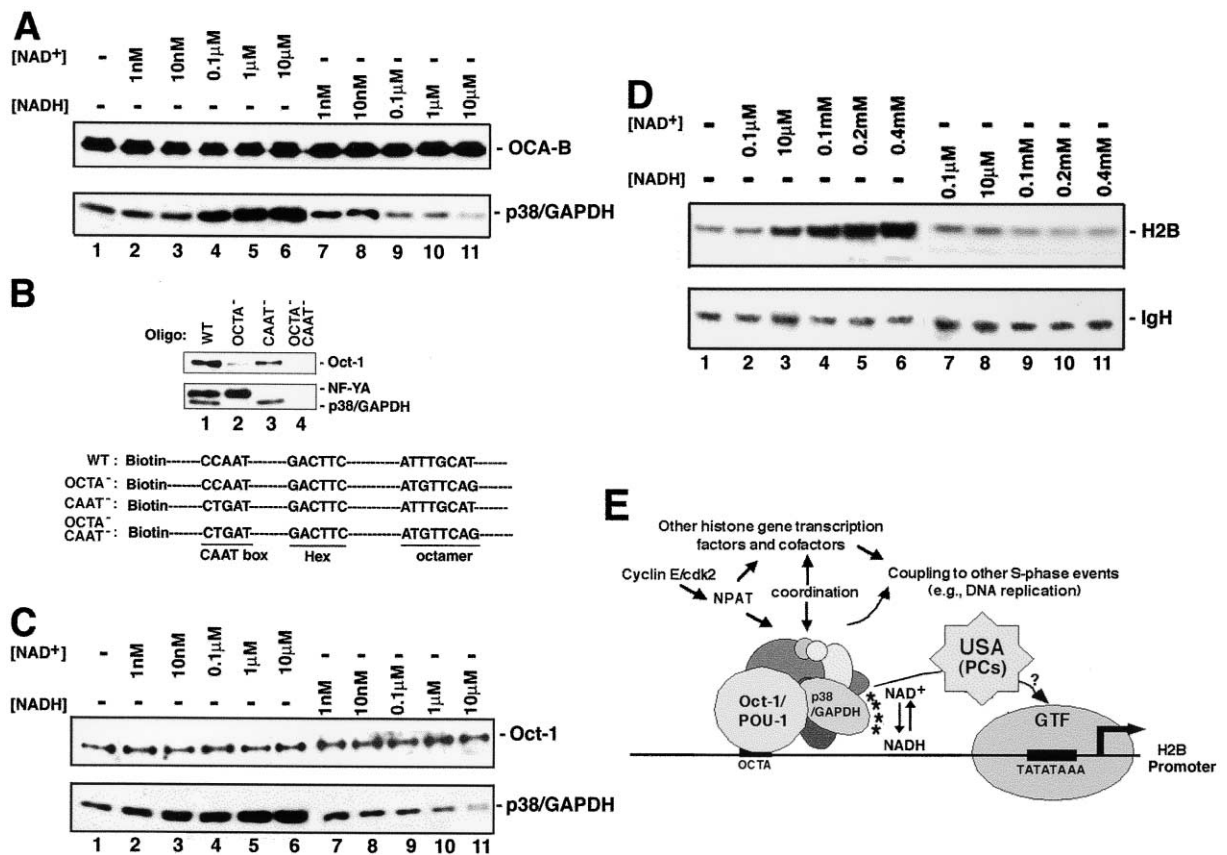 A
[NAD+] - 1nM 10nM 0.1μM 1μM 10μM - - - - -
[NADH] - - - - - - 1nM 10nM 0.1μM 1μM 10μM
- OCA-B
- p38/GAPDH
1 2 3 4 5 6 7 8 9 10 11
B
Oligo: WT OCTA- CAAT- OCTA- CAAT-
- Oct-1
- NF-YA
- p38/GAPDH
1 2 3 4
WT : Biotin------CCAAT------GACTTC------ATTTGCAT------
OCTA- : Biotin------CCAAT------GACTTC------ATGTTCAG------
CAAT- : Biotin------CTGAT------GACTTC------ATTTGCAT------
OCTA-
CAAT- : Biotin------CTGAT------GACTTC------ATGTTCAG------
CAAT box Hex octamer
C
[NAD+] - 1nM 10nM 0.1μM 1μM 10μM - - - - -
[NADH] - - - - - - 1nM 10nM 0.1μM 1μM 10μM
- Oct-1
- p38/GAPDH
1 2 3 4 5 6 7 8 9 10 11
D
[NAD+] - 0.1μM 10μM 0.1mM 0.2mM 0.4mM - - - - -
[NADH] - - - - - - 0.1μM 10μM 0.1mM 0.2mM 0.4mM
- H2B
- IgH
1 2 3 4 5 6 7 8 9 10 11
E
Other histone gene transcription
factors and cofactors
Cyclin E/cdk2
NPAT
coordination
Coupling to other S-phase events
(e.g., DNA replication)
USA
(PCs)
?
Oct-1/
POU-1
p38
/GAPDH
****
NAD+
NADH
GTF
OCTA
TATATAAA
H2B
Promoter